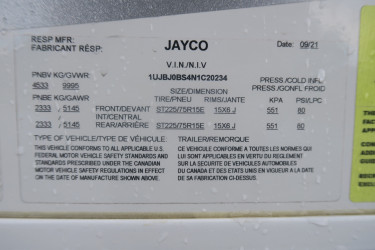 RESP MFR: JAYCO Date: 09/21
FABRICANT RÉSP:
V.I.N./N.I.V
PNBV KG/GVWR: 1UJBJ0BS4N1C20234
4533 9995 SIZE/DIMENSION PRESS/COLD INFL
PNBE KG/GAWR: TIRE/PNEU RIMS/JANTE PRESS/GONFL FROID
KPA PSI/LPC
2333 / 5145 FRONT/DEVANT ST225/75R15E 15X6 J 551 80
INT/CENTRAL
2333 / 5145 REAR/ARRIÈRE ST225/75R15E 15X6 J 551 80
TYPE OF VEHICLE/TYPE DE VÉHICULE: TRAILER/REMORQUE
THIS VEHICLE CONFORMS TO ALL APPLICABLE U.S. FEDERAL MOTOR VEHICLE SAFETY STANDARDS AND STANDARDS PRESCRIBED UNDER THE CANADIAN MOTOR VEHICLE SAFETY REGULATIONS IN EFFECT ON THE DATE OF MANUFACTURE SHOWN ABOVE.
CE VÉHICULE EST CONFORME À TOUTES LES NORMES QUI LUI SONT APPLICABLES EN VERTU DU RÈGLEMENT SUR LA SÉCURITÉ DE VÉHICULES AUTOMOBILES DU CANADA ET DES ÉTATS UNIS EN VIGUEUR A LA DATE DE SA FABRICATION CI-DESSUS.